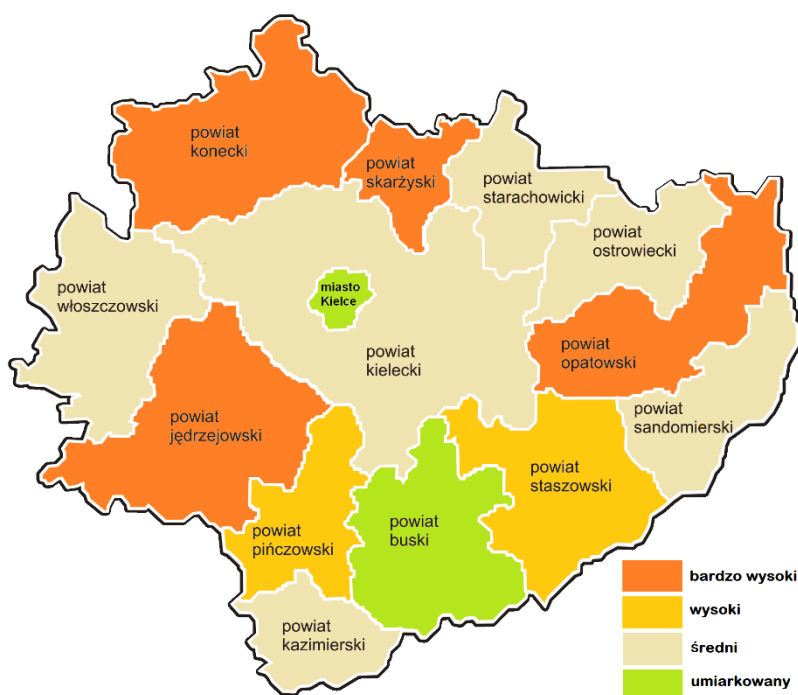 powiat
konecki
powiat
skarżyski
powiat
starachowicki
powiat
ostrowiecki
powiat
włoszczowski
miasto
Kielce
powiat
kielecki
powiat
opatowski
powiat
jędrzejowski
powiat
sandomierski
powiat
staszowski
powiat
pińczowski
powiat
buski
powiat
kazimierski
bardzo wysoki
wysoki
średni
umiarkowany